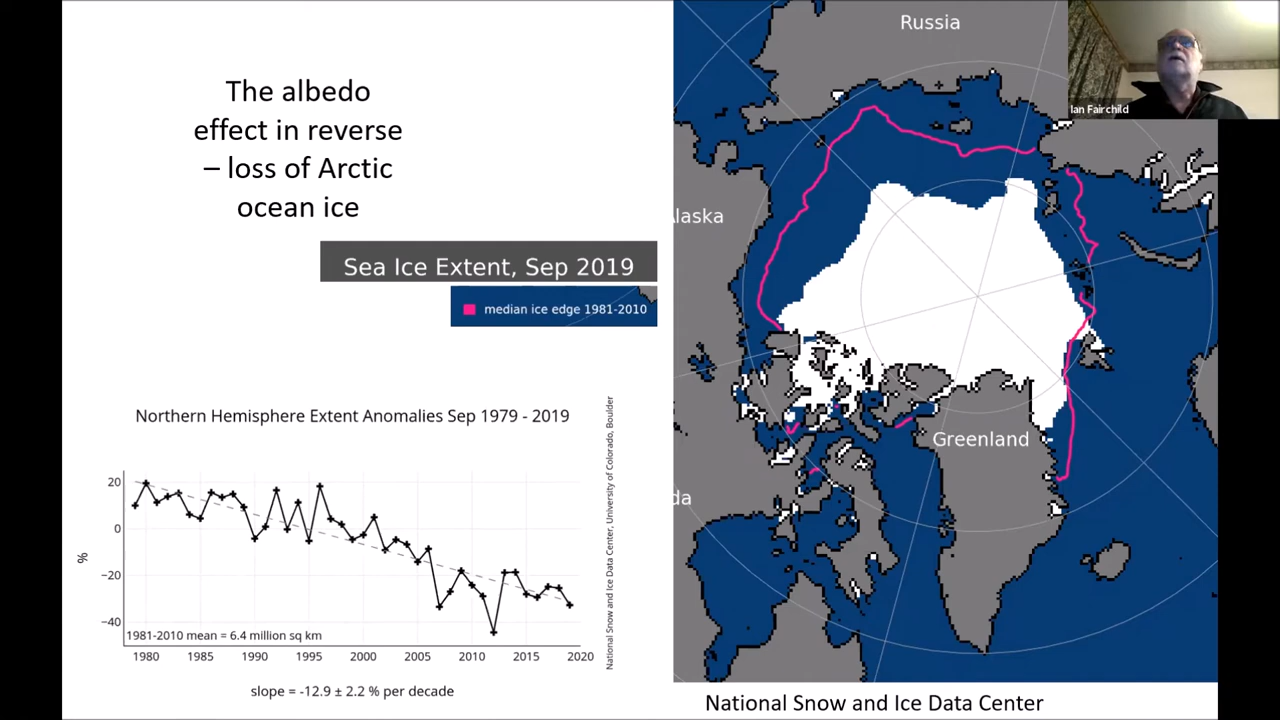 The albedo
effect in reverse
– loss of Arctic
ocean ice
Sea Ice Extent, Sep 2019
median ice edge 1981-2010
Northern Hemisphere Extent Anomalies Sep 1979 - 2019
%
20
0
−20
−40
1981-2010 mean = 6.4 million sq km
1980 1985 1990 1995 2000 2005 2010 2015 2020
slope = -12.9 ± 2.2 % per decade
National Snow and Ice Data Center, University of Colorado, Boulder
Russia
laska
Greenland
da
National Snow and Ice Data Center
Ian Fairchild